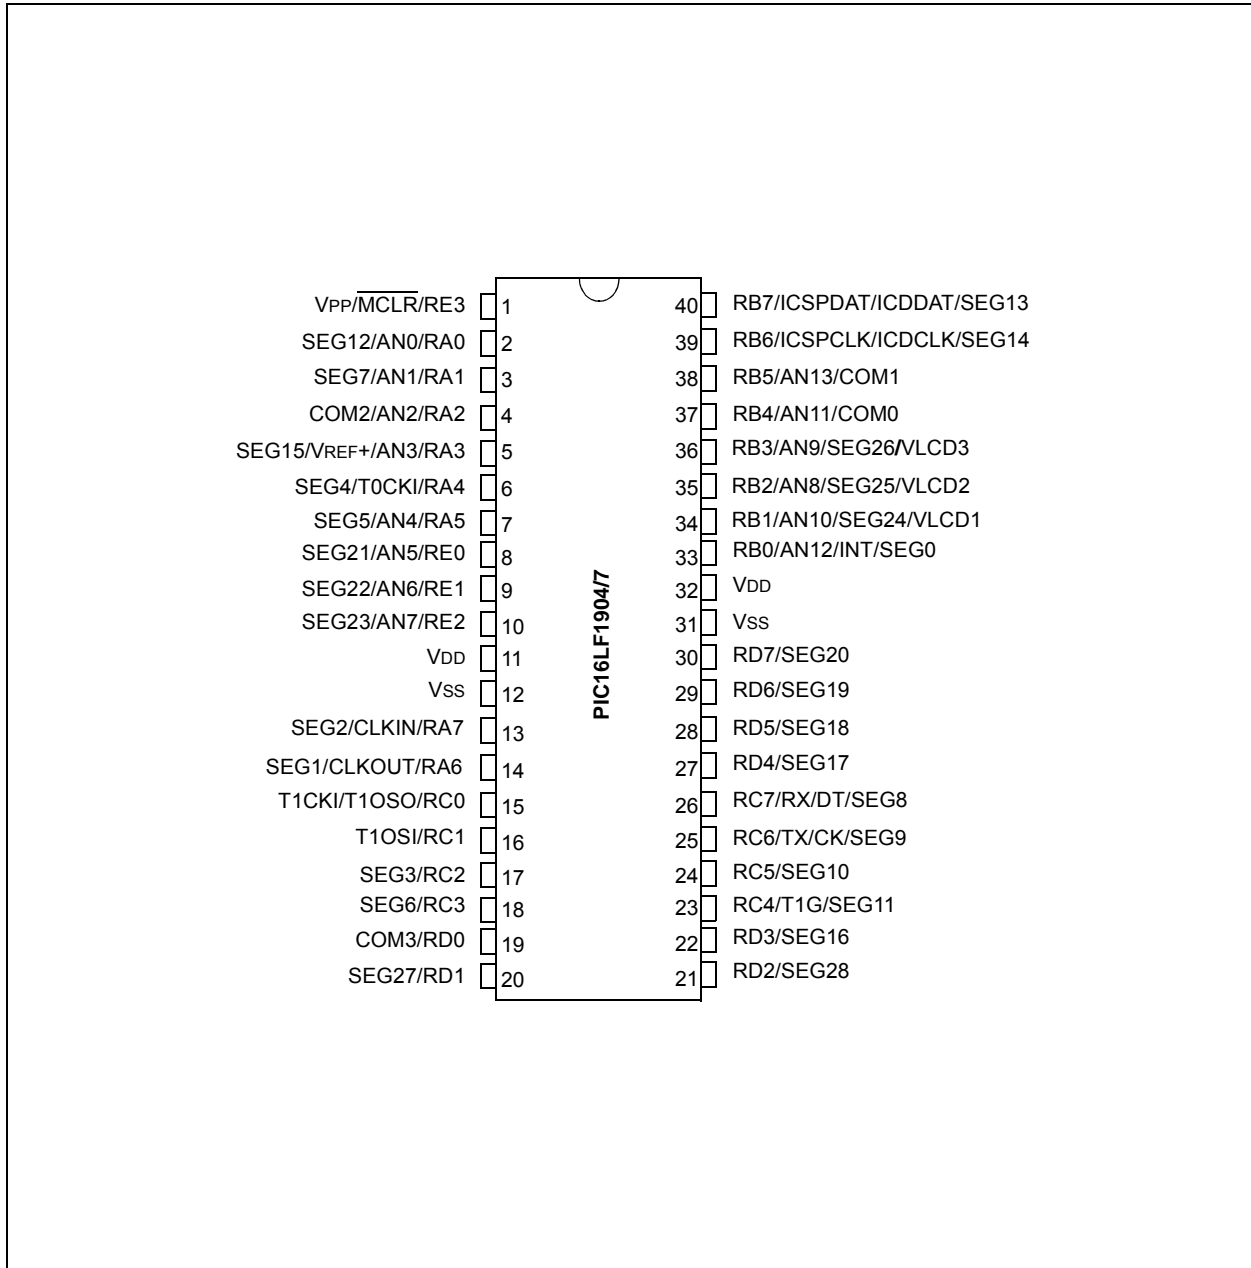 VPP/MCLR/RE3 1 40 RB7/ICSPDAT/ICDDAT/SEG13
SEG12/AN0/RA0 2 39 RB6/ICSPCLK/ICDCLK/SEG14
SEG7/AN1/RA1 3 38 RB5/AN13/COM1
COM2/AN2/RA2 4 37 RB4/AN11/COM0
SEG15/VREF+/AN3/RA3 5 36 RB3/AN9/SEG26/VLCD3
SEG4/T0CKI/RA4 6 35 RB2/AN8/SEG25/VLCD2
SEG5/AN4/RA5 7 34 RB1/AN10/SEG24/VLCD1
SEG21/AN5/RE0 8 33 RB0/AN12/INT/SEG0
SEG22/AN6/RE1 9 32 VDD
SEG23/AN7/RE2 10 31 VSS
VDD 11 30 RD7/SEG20
VSS 12 29 RD6/SEG19
SEG2/CLKIN/RA7 13 28 RD5/SEG18
SEG1/CLKOUT/RA6 14 27 RD4/SEG17
T1CKI/T1OSO/RC0 15 26 RC7/RX/DT/SEG8
T1OSI/RC1 16 25 RC6/TX/CK/SEG9
SEG3/RC2 17 24 RC5/SEG10
SEG6/RC3 18 23 RC4/T1G/SEG11
COM3/RD0 19 22 RD3/SEG16
SEG27/RD1 20 21 RD2/SEG28
PIC16LF1904/7